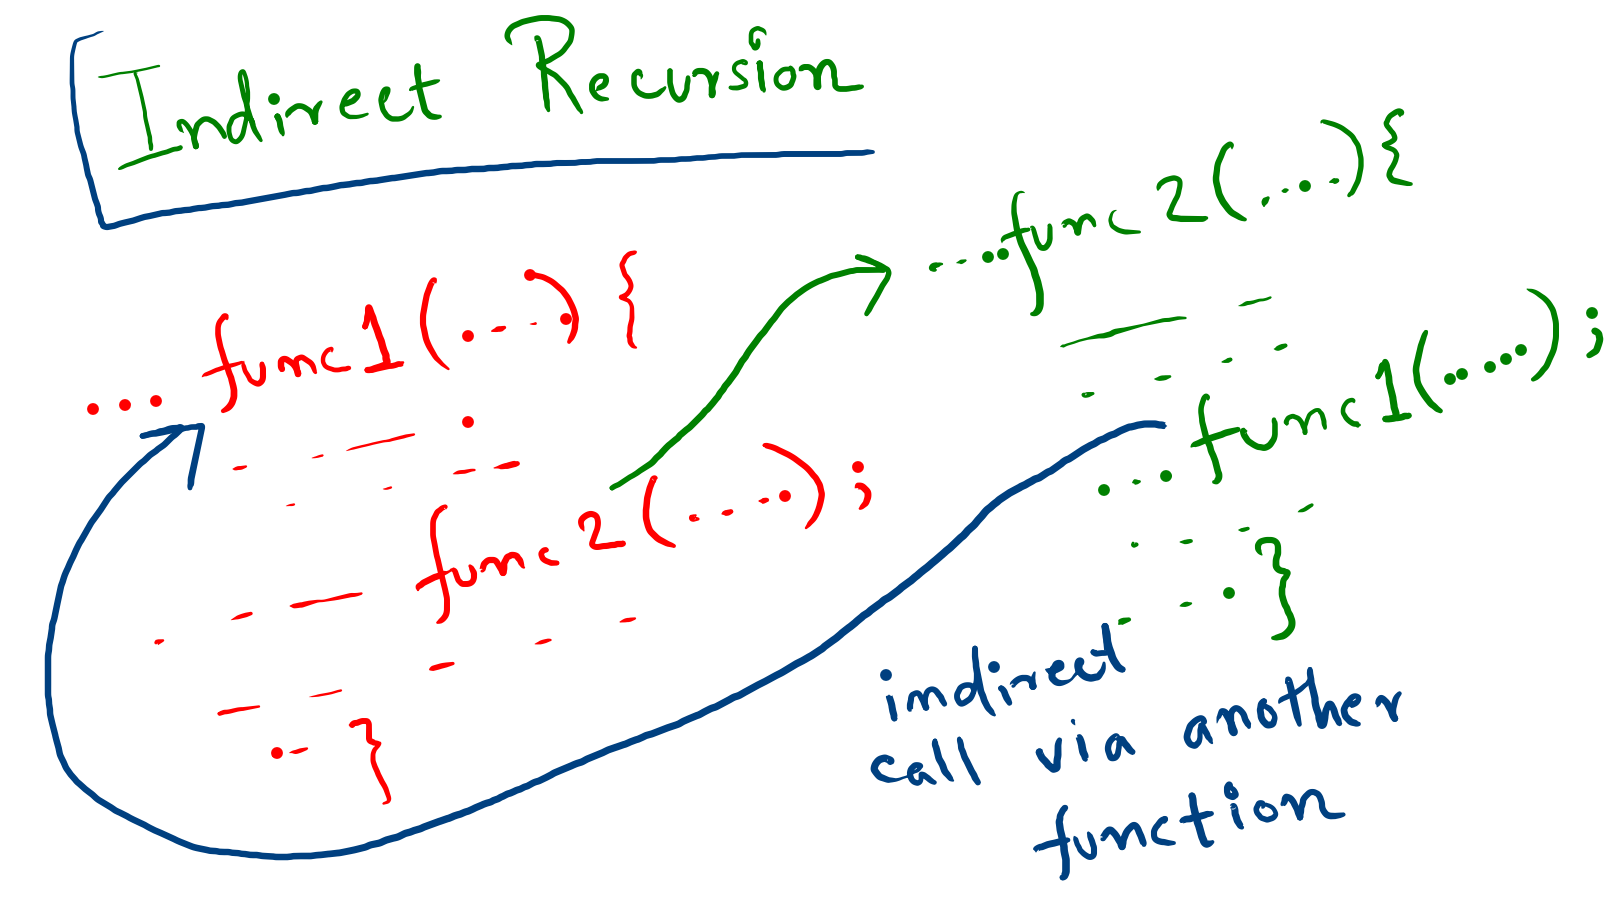 Indirect Recursion
... func1(....) {
func2(....);
}
....func2(....){
... func1(.....);
}
indirect
call via another
function